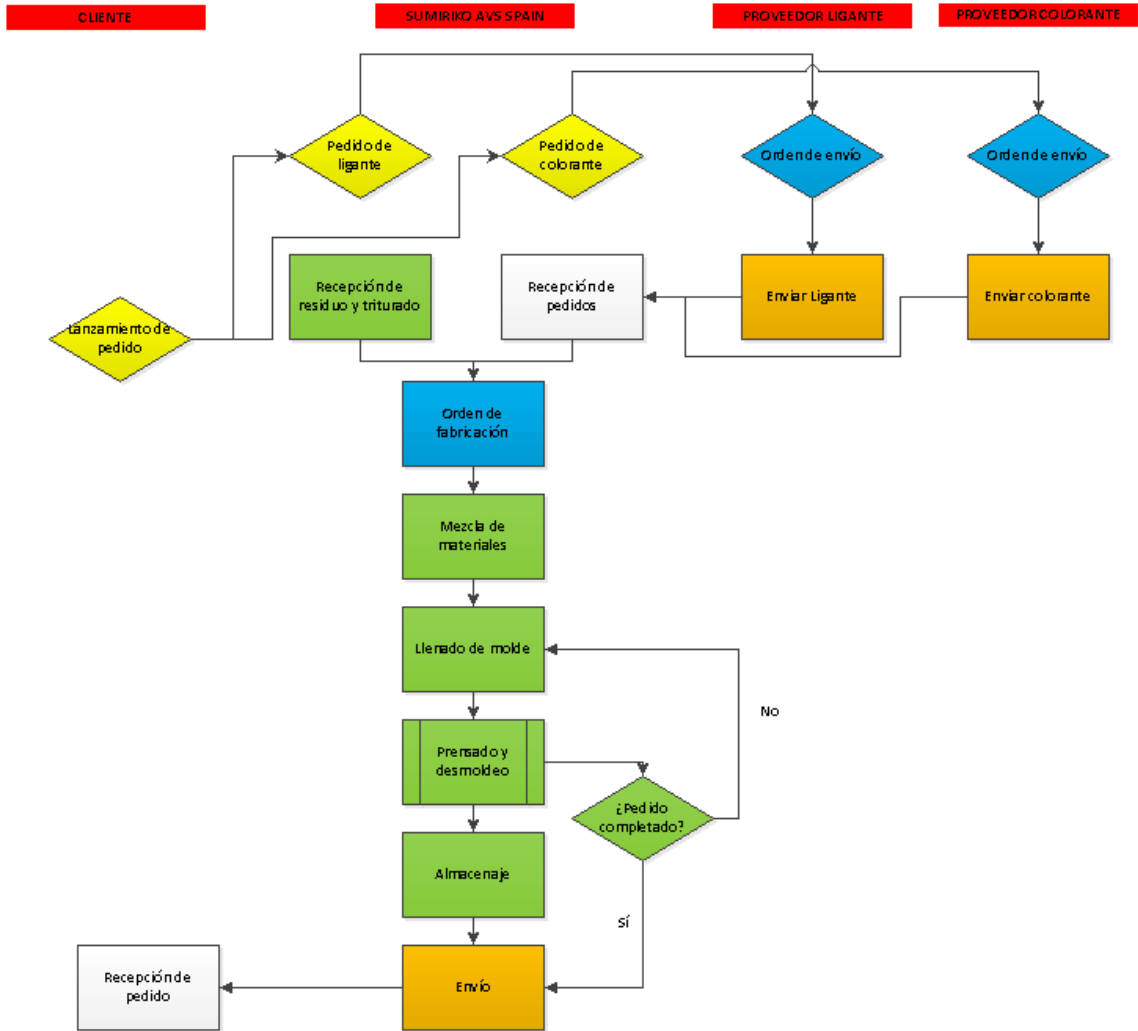 CLIENTE
SUMIRIKO AVS SPAIN
PROVEEDOR LIGANTE
PROVEEDOR COLORANTE
Pedido de
ligante
Pedido de
colorante
Orden de envío
Orden de envío
Recepción de
residuo y triturado
Recepción de
pedidos
Enviar Ligante
Enviar colorante
Lanzamiento de
pedido
Orden de
fabricación
Mezcla de
materiales
Llenado de molde
No
Prensado y
desmoldeo
¿Pedido
completado?
Almacenaje
Sí
Recepción de
pedido
Envío